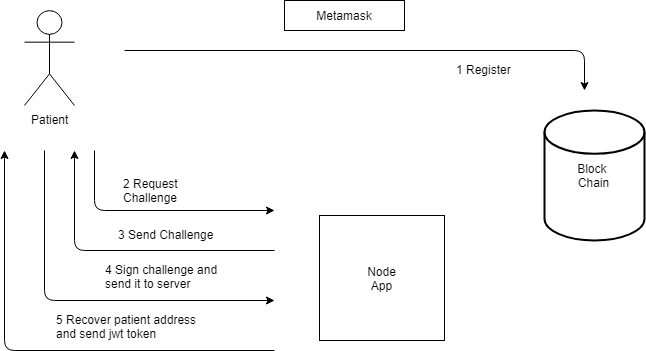 Metamask
1 Register
Patient
Block
Chain
2 Request
Challenge
3 Send Challenge
4 Sign challenge and
send it to server
Node
App
5 Recover patient address
and send jwt token